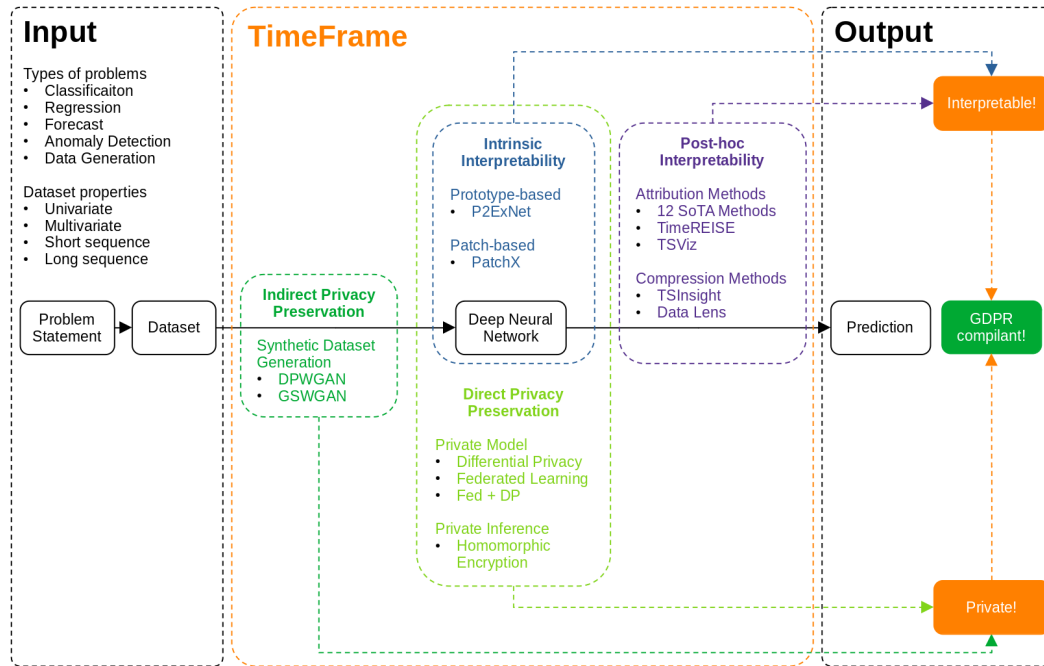 Input
Types of problems
• Classificaiton
• Regression
• Forecast
• Anomaly Detection
• Data Generation
Dataset properties
• Univariate
• Multivariate
• Short sequence
• Long sequence
Problem
Statement
Dataset
TimeFrame
Indirect Privacy
Preservation
Synthetic Dataset
Generation
• DPWGAN
• GSWGAN
Intrinsic
Interpretability
Prototype-based
• P2ExNet
Patch-based
• PatchX
Deep Neural
Network
Direct Privacy
Preservation
Private Model
• Differential Privacy
• Federated Learning
• Fed + DP
Private Inference
• Homomorphic
Encryption
Post-hoc
Interpretability
Attribution Methods
• 12 SoTA Methods
• TimeREISE
• TSViz
Compression Methods
• TSInsight
• Data Lens
Output
Interpretable!
Prediction
GDPR
compilant!
Private!